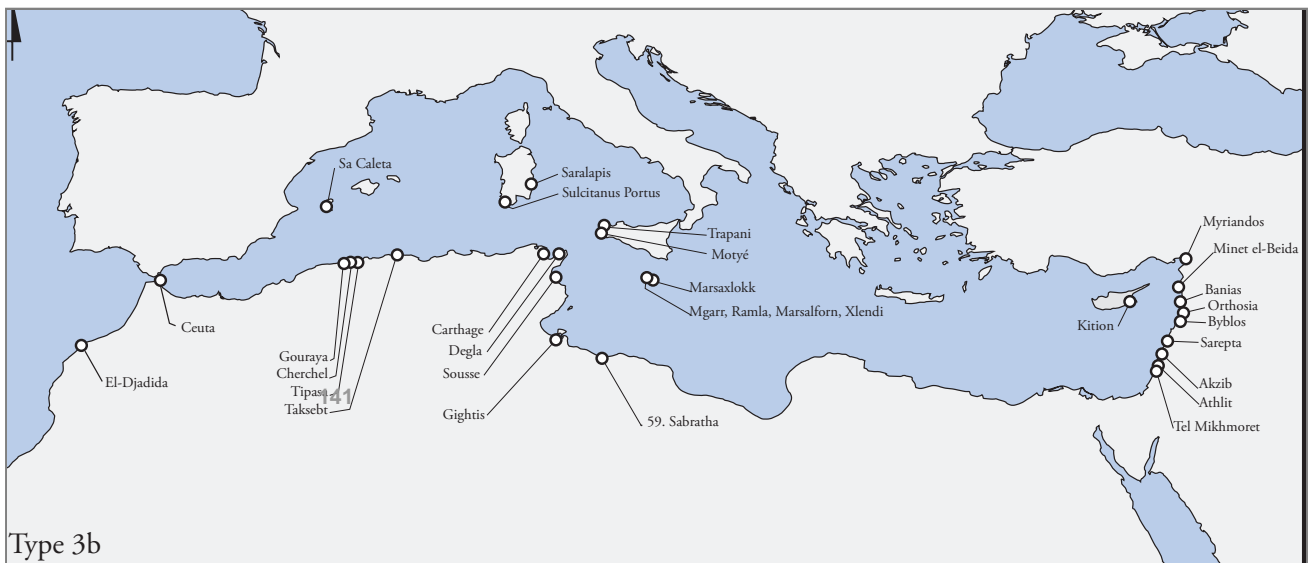 Sa Caleta
Saralapis
Sulcitanus Portus
Trapani
Motyé
Marsaxlokk
Mgarr, Ramla, Marsalforn, Xlendi
Myriandos
Minet el-Beida
Banias
Orthosia
Byblos
Kition
Sarepta
Akzib
Athlit
Tel Mikhmoret
Ceuta
El-Djadida
Gouraya
Cherchel
Tipasa
141
Taksebt
Carthage
Degla
Sousse
Gightis
59. Sabratha
Type 3b